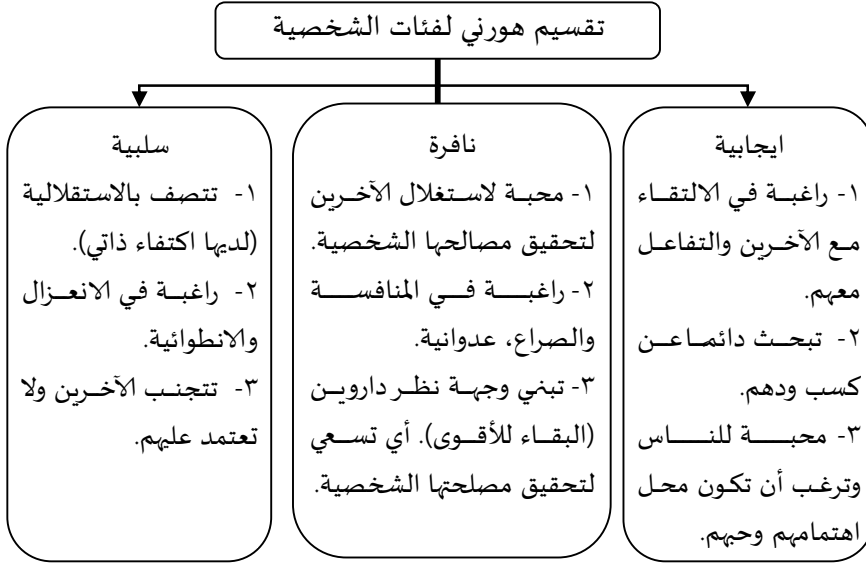 تقسيم هورني لفئات الشخصية
ايجابية
١- راغبة في الالتقاء
مع الآخرين والتفاعل
معهم.
٢- تبحث دائما عن
كسب ودهم.
٣- محبة للناس
وترغب أن تكون محل
اهتمامهم وحبهم.
نافرة
١- محبة لاستغلال الآخرين
لتحقيق مصالحها الشخصية.
٢- راغبة في المنافسة
والصراع، عدوانية.
٣- تبني وجهة نظر داروين
(البقاء للأقوى). أي تسعي
لتحقيق مصلحتها الشخصية.
سلبية
١- تتصف بالاستقلالية
(لديها اكتفاء ذاتي).
٢- راغبة في الانعزال
والانطوائية.
٣- تتجنب الآخرين ولا
تعتمد عليهم.